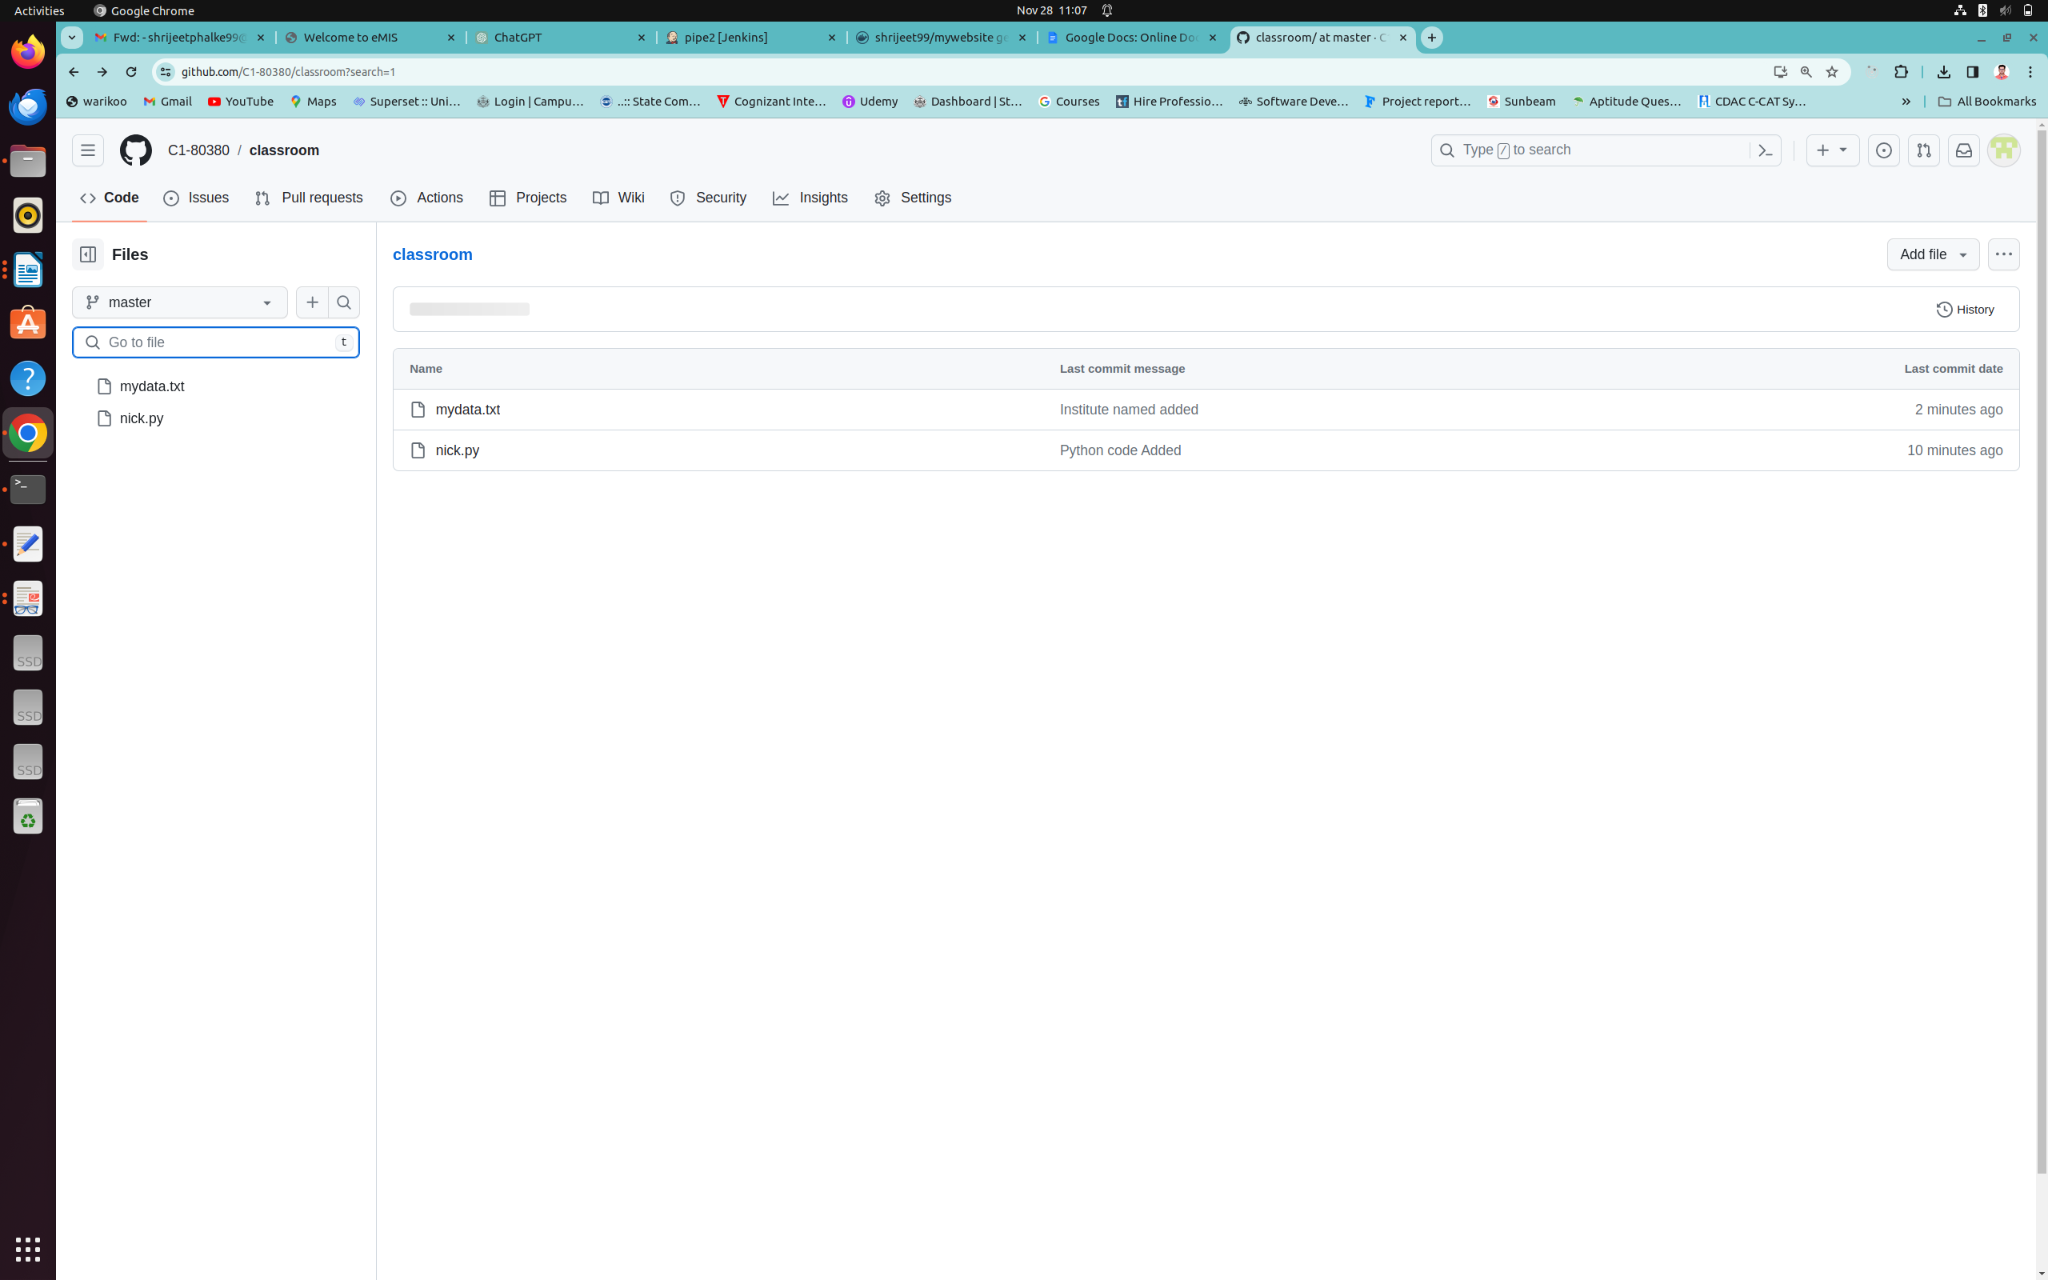 Activities Google Chrome Nov 28 11:07
Fwd: - shrijeetphalke99@ Welcome to eMIS ChatGPT pipe2 [Jenkins] shrijeet99/mywebsite ge Google Docs: Online Do classroom/ at master · C
github.com/C1-80380/classroom?search=1
warikoo Gmail YouTube Maps Superset :: Uni... Login | Campu... ..:: State Com... Cognizant Inte... Udemy Dashboard | St... Courses Hire Professio... Software Deve... Project report... Sunbeam Aptitude Ques... CDAC C-CAT Sy... » All Bookmarks
C1-80380 / classroom Type / to search
Code Issues Pull requests Actions Projects Wiki Security Insights Settings
Files classroom Add file
master History
Go to file t
Name Last commit message Last commit date
mydata.txt
nick.py
mydata.txt Institute named added 2 minutes ago
nick.py Python code Added 10 minutes ago
SSD
SSD
SSD